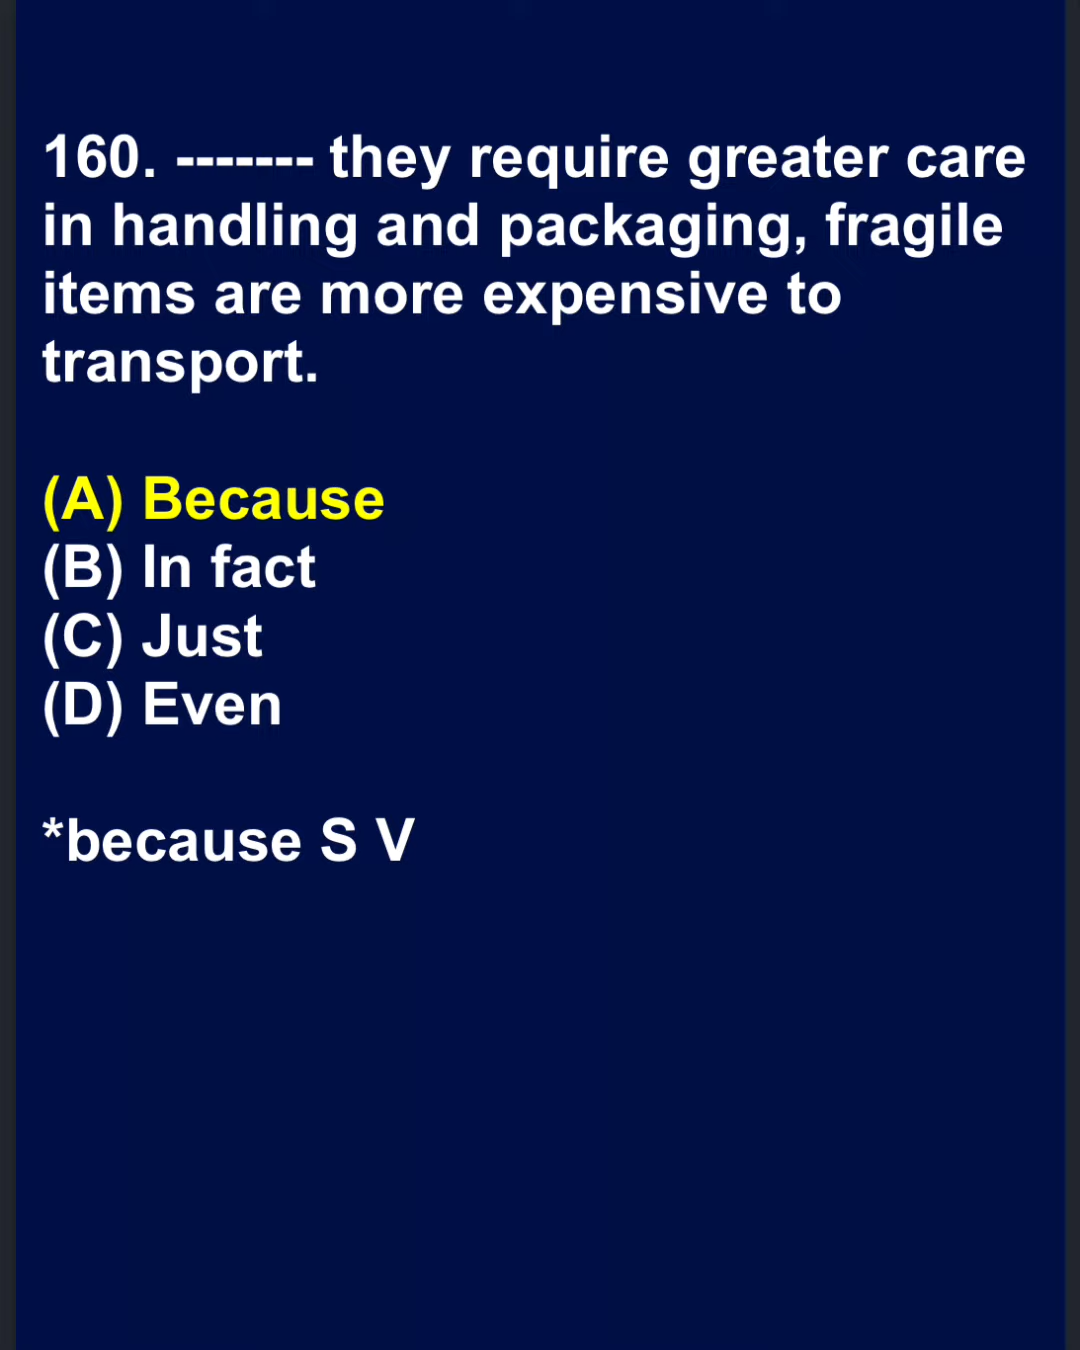 160. ------- they require greater care
in handling and packaging, fragile
items are more expensive to
transport.
(A) Because
(B) In fact
(C) Just
(D) Even
*because S V